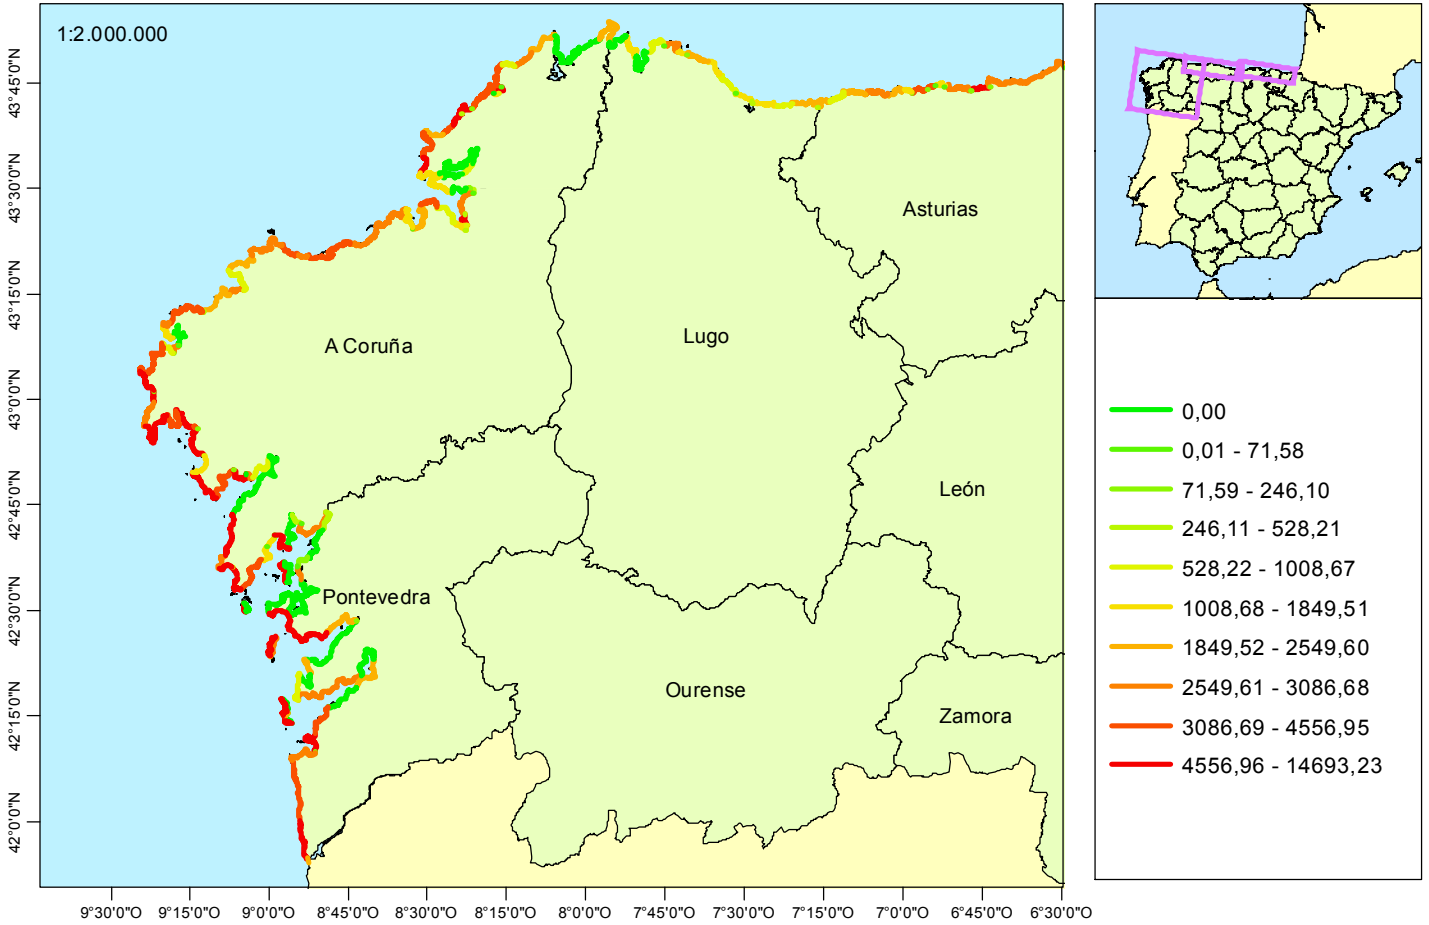 1:2.000.000
43°45'0"N
43°30'0"N
43°15'0"N
43°0'0"N
42°45'0"N
42°30'0"N
42°15'0"N
42°0'0"N
Asturias
A Coruña
Lugo
León
Pontevedra
Ourense
Zamora
9°30'0"O
9°15'0"O
9°0'0"O
8°45'0"O
8°30'0"O
8°15'0"O
8°0'0"O
7°45'0"O
7°30'0"O
7°15'0"O
7°0'0"O
6°45'0"O
6°30'0"O
0,00
0,01 - 71,58
71,59 - 246,10
246,11 - 528,21
528,22 - 1008,67
1008,68 - 1849,51
1849,52 - 2549,60
2549,61 - 3086,68
3086,69 - 4556,95
4556,96 - 14693,23